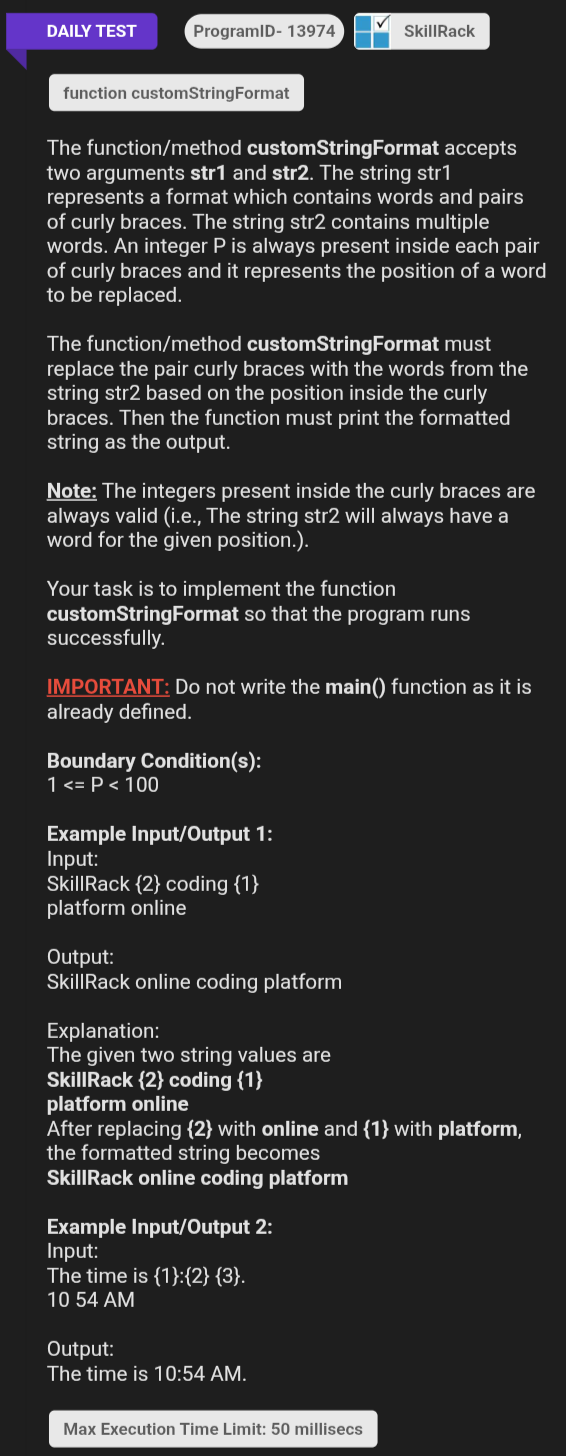 DAILY TEST
ProgramID- 13974
SkillRack
function customStringFormat
The function/method customStringFormat accepts
two arguments str1 and str2. The string str1
represents a format which contains words and pairs
of curly braces. The string str2 contains multiple
words. An integer P is always present inside each pair
of curly braces and it represents the position of a word
to be replaced.
The function/method customStringFormat must
replace the pair curly braces with the words from the
string str2 based on the position inside the curly
braces. Then the function must print the formatted
string as the output.
Note: The integers present inside the curly braces are
always valid (i.e., The string str2 will always have a
word for the given position.).
Your task is to implement the function
customStringFormat so that the program runs
successfully.
IMPORTANT: Do not write the main() function as it is
already defined.
Boundary Condition(s):
1 <= P < 100
Example Input/Output 1:
Input:
SkillRack {2} coding {1}
platform online
Output:
SkillRack online coding platform
Explanation:
The given two string values are
SkillRack {2} coding {1}
platform online
After replacing {2} with online and {1} with platform,
the formatted string becomes
SkillRack online coding platform
Example Input/Output 2:
Input:
The time is {1}:{2} {3}.
10 54 AM
Output:
The time is 10:54 AM.
Max Execution Time Limit: 50 millisecs